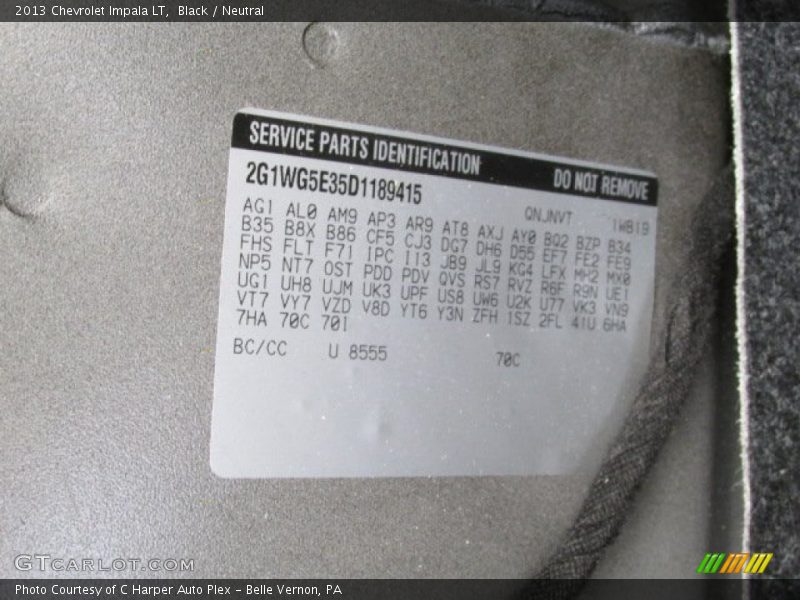 2013 Chevrolet Impala LT, Black / Neutral
SERVICE PARTS IDENTIFICATION DO NOT REMOVE
2G1WG5E35D1189415
QNJNVT 1WB19
AG1 AL0 AM9 AP3 AR9 AT8 AXJ AY0 BQ2 BZP B34
B35 B8X B86 CF5 CJ3 DG7 DH6 D55 EF7 FE2 FE9
FHS FLT F71 IPC I13 JB9 JL9 KG4 LFX MH2 MX0
NP5 NT7 OST PDD PDV QVS RS7 RVZ R6F R9N UE1
UG1 UH8 UJM UK3 UPF US8 UW6 U2K U77 VK3 VN9
VT7 VY7 VZD V8D YT6 Y3N ZFH 1SZ 2FL 41U 6HA
7HA 70C 701
BC/CC U 8555 70C
GTCARLOT.COM
Photo Courtesy of C Harper Auto Plex – Belle Vernon, PA